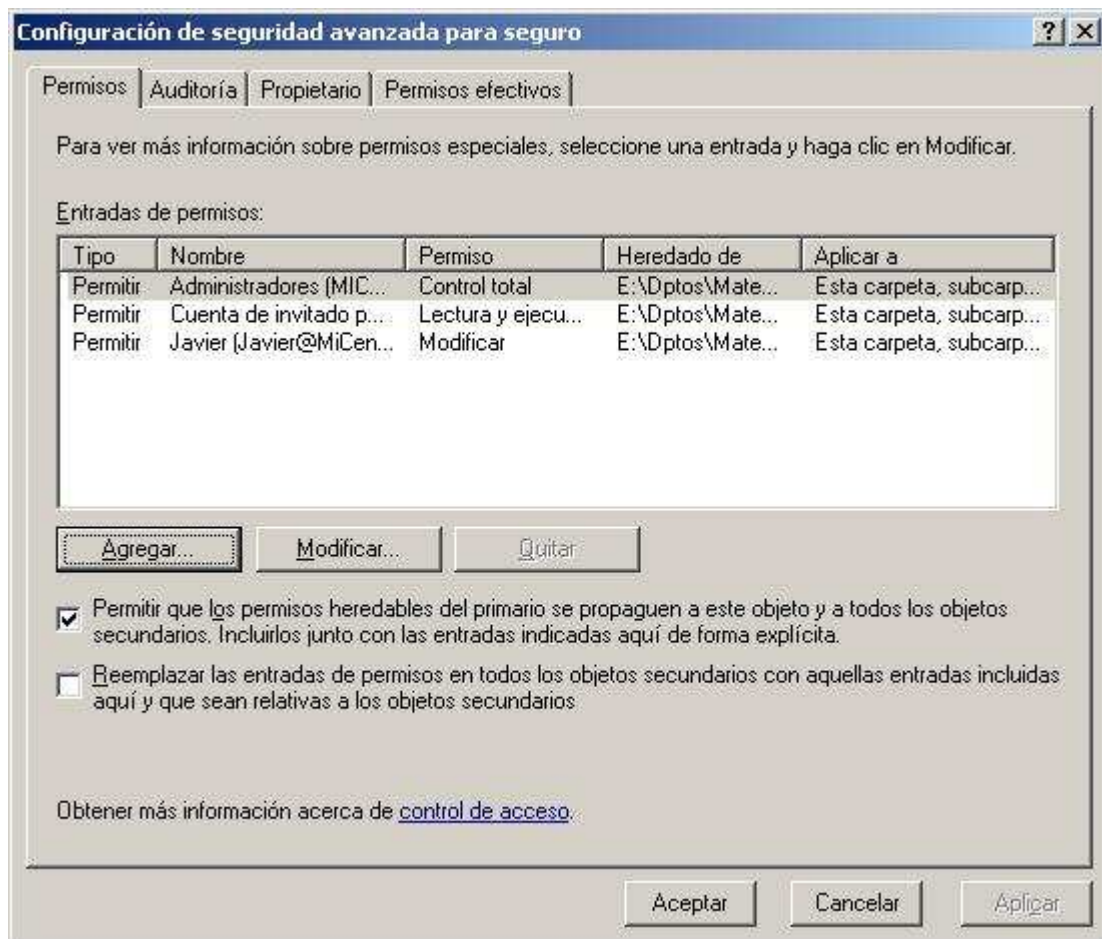 Configuración de seguridad avanzada para seguro
Permisos Auditoría Propietario Permisos efectivos
Para ver más información sobre permisos especiales, seleccione una entrada y haga clic en Modificar.
Entradas de permisos:
Tipo Nombre Permiso Heredado de Aplicar a
Permitir Administradores (MIC... Control total E:\Dptos\Mate... Esta carpeta, subcarp...
Permitir Cuenta de invitado p... Lectura y ejecu... E:\Dptos\Mate... Esta carpeta, subcarp...
Permitir Javier (Javier@MiCen... Modificar E:\Dptos\Mate... Esta carpeta, subcarp...
Agregar... Modificar... Quitar
Permitir que los permisos heredables del primario se propaguen a este objeto y a todos los objetos
secundarios. Incluirlos junto con las entradas indicadas aquí de forma explícita.
Reemplazar las entradas de permisos en todos los objetos secundarios con aquellas entradas incluidas
aquí y que sean relativas a los objetos secundarios
Obtener más información acerca de control de acceso.
Aceptar Cancelar Aplicar